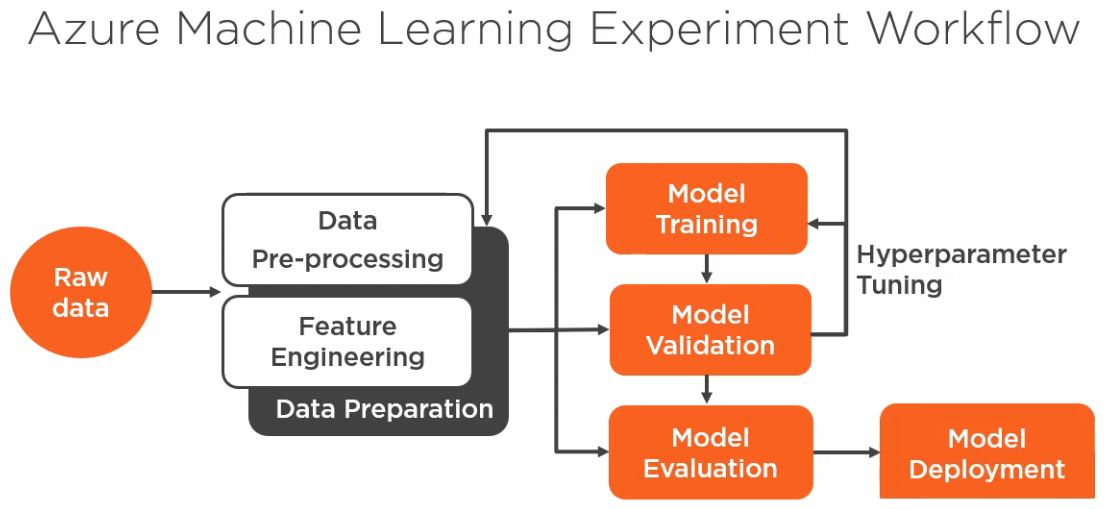 Azure Machine Learning Experiment Workflow
Raw
data
Data
Pre-processing
Feature
Engineering
Data Preparation
Model
Training
Hyperparameter
Tuning
Model
Validation
Model
Evaluation
Model
Deployment